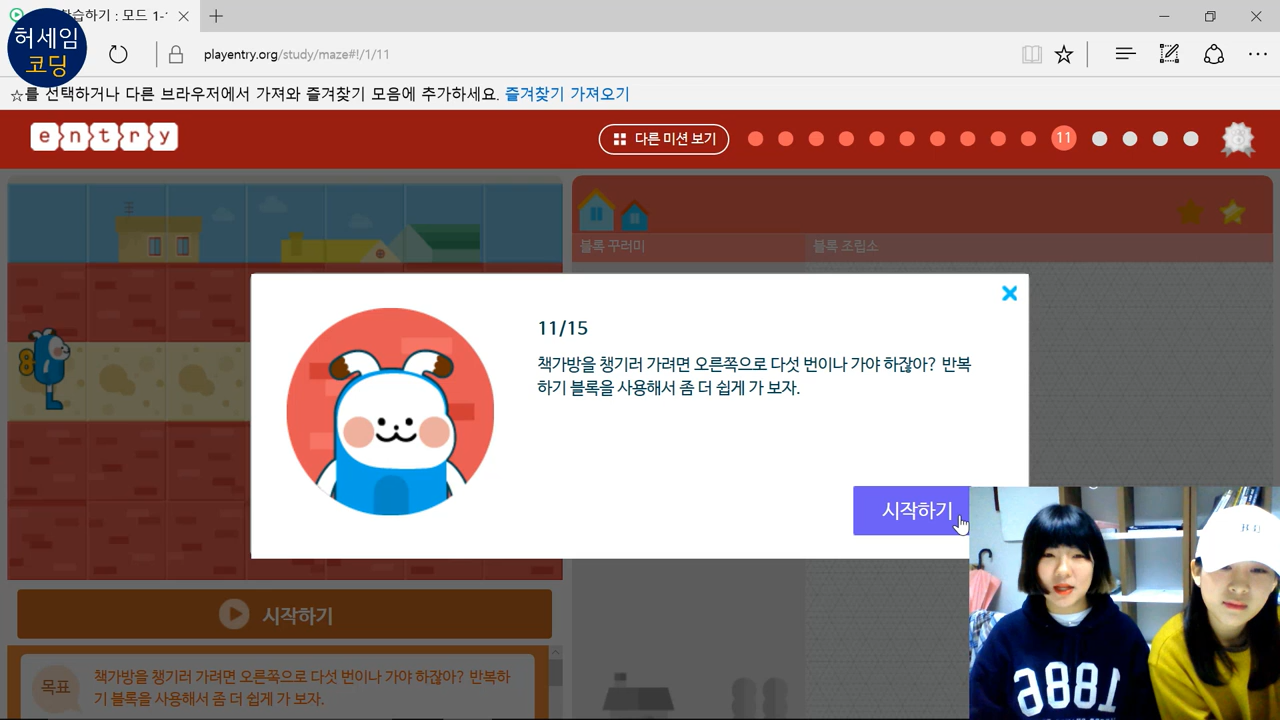 습하기 : 모드 1-
허세임
코딩
playentry.org/study/maze#!/1/11
☆를 선택하거나 다른 브라우저에서 가져와 즐겨찾기 모음에 추가하세요. 즐겨찾기 가져오기
entry
다른 미션 보기
11
블록 꾸러미
블록 조립소
8
11/15
책가방을 챙기러 가려면 오른쪽으로 다섯 번이나 가야 하잖아? 반복
하기 블록을 사용해서 좀 더 쉽게 가 보자.
시작하기
시작하기
목표
책가방을 챙기러 가려면 오른쪽으로 다섯 번이나 가야 하잖아? 반복하
기 블록을 사용해서 좀 더 쉽게 가 보자.
1886